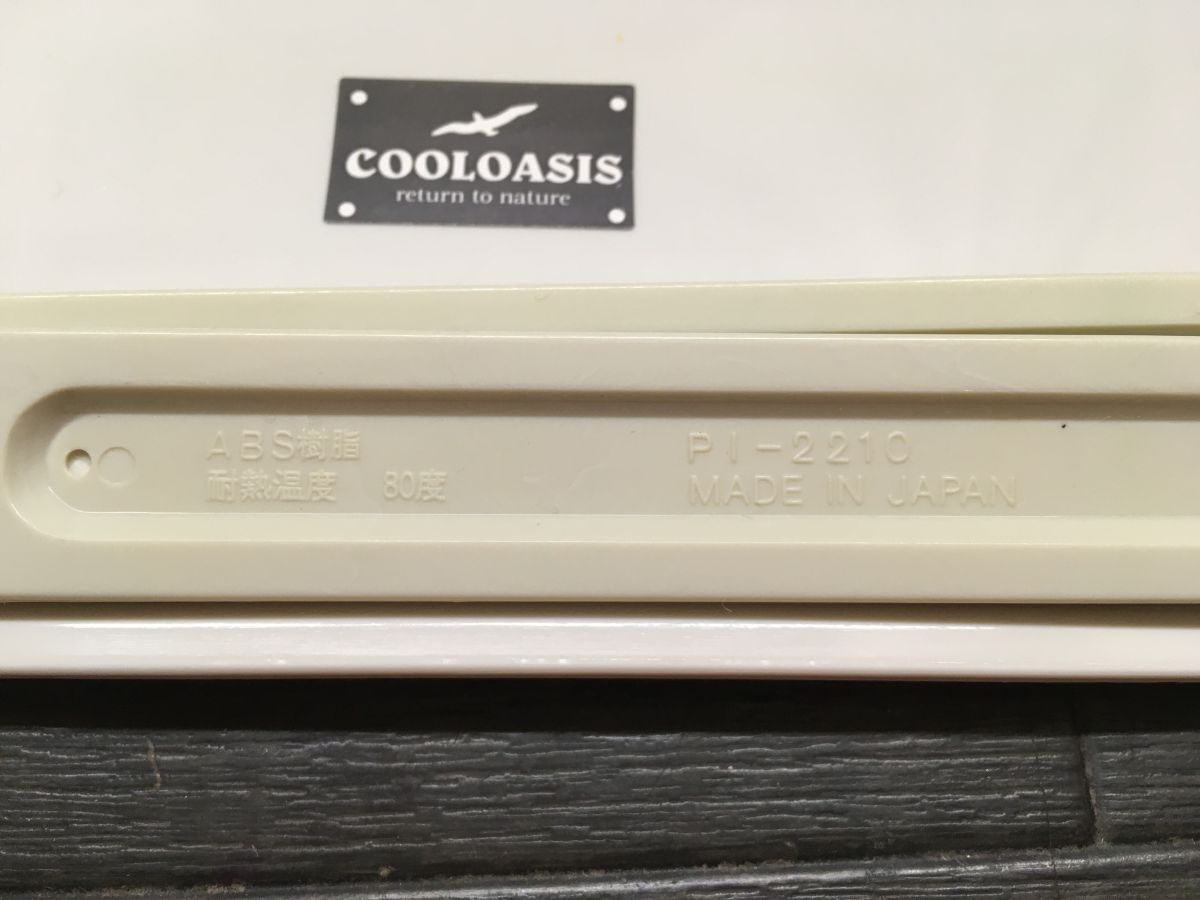 COOLOASIS
return to nature
ABS樹脂
耐熱温度 80度
PI-2210
MADE IN JAPAN